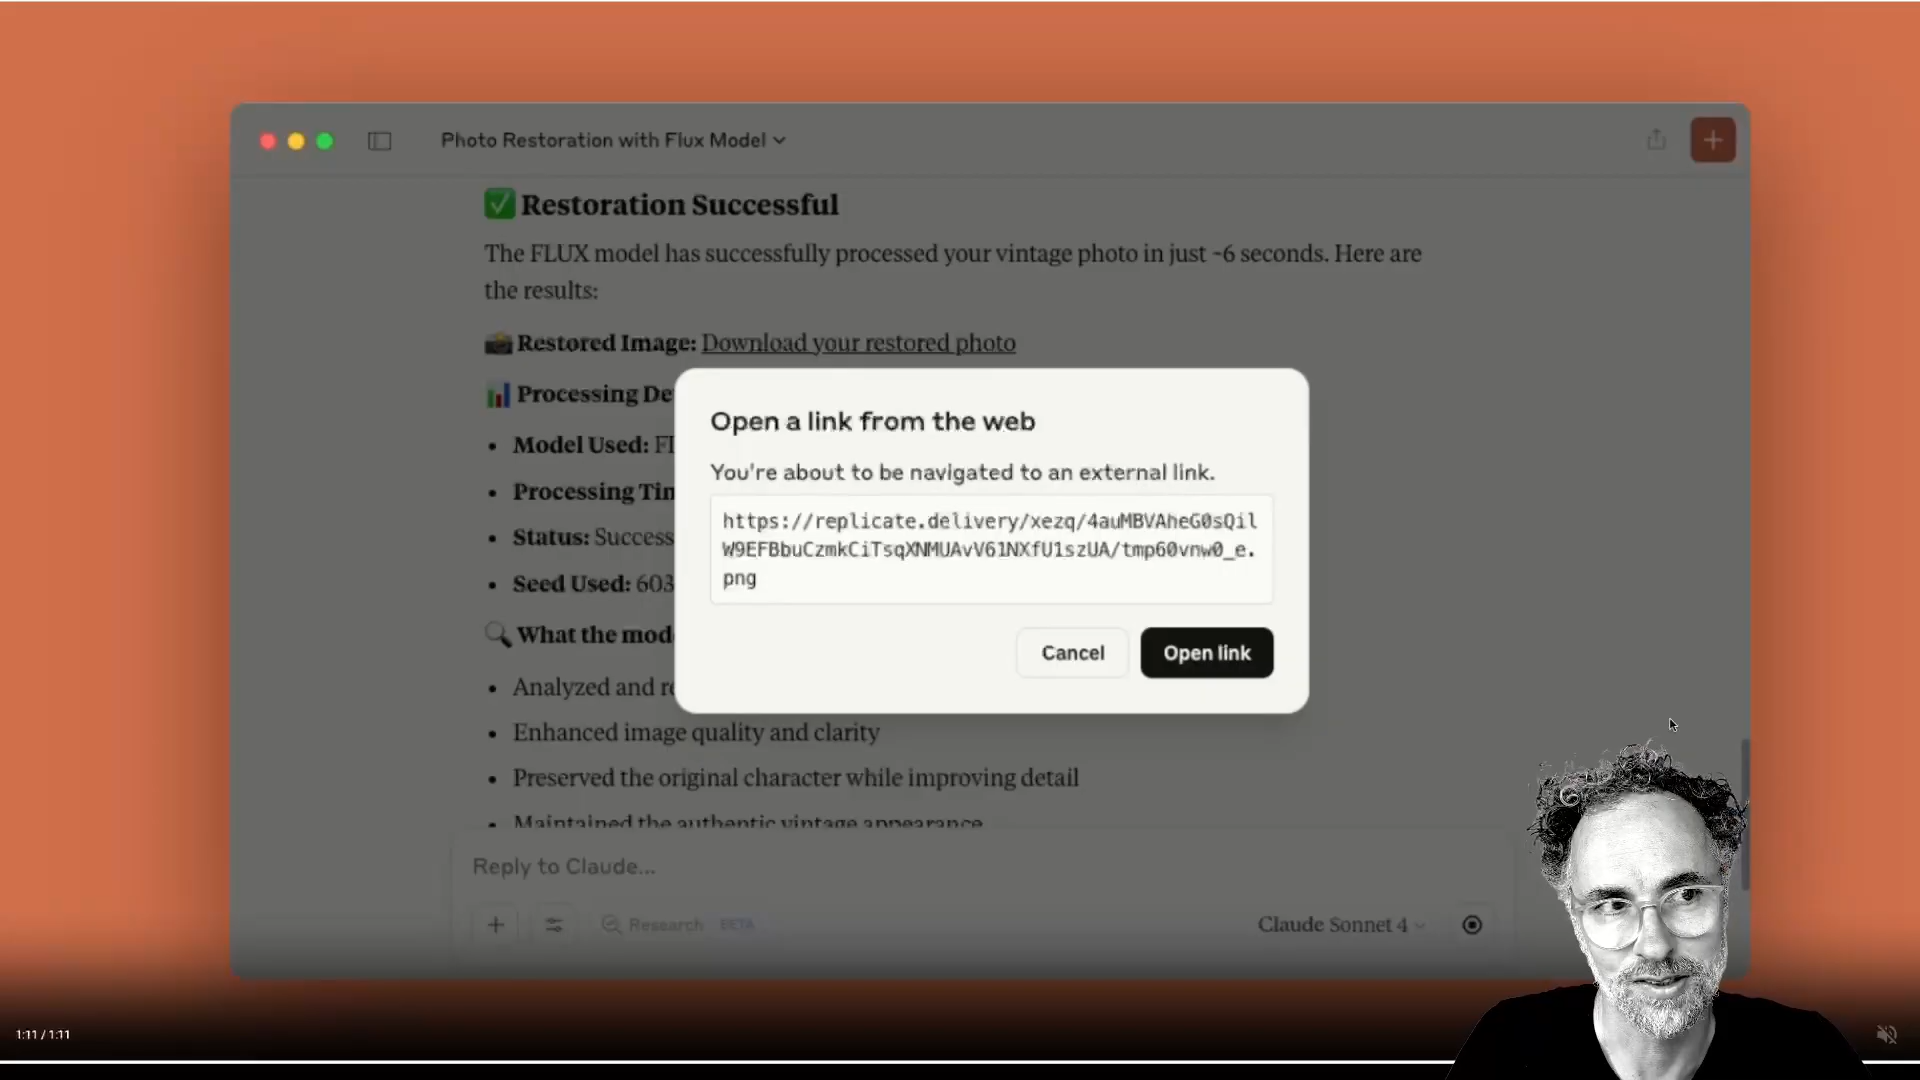 Photo Restoration with Flux Model
✅ Restoration Successful
The FLUX model has successfully processed your vintage photo in just ~6 seconds. Here are
the results:
📸 Restored Image: Download your restored photo
📊 Processing De
• Model Used: Fl
• Processing Tim
• Status: Success
• Seed Used: 603
🔍 What the mod
• Analyzed and re
• Enhanced image quality and clarity
• Preserved the original character while improving detail
• Maintained the authentic vintage appearance
Open a link from the web
You're about to be navigated to an external link.
https://replicate.delivery/xezq/4auMBVAheG0sQil
W9EFBbuCzmkCiTsqXNMUAvV61NXfU1szUA/tmp60vnw0_e.
png
Cancel
Open link
Reply to Claude...
Research BETA
Claude Sonnet 4
1:11 / 1:11